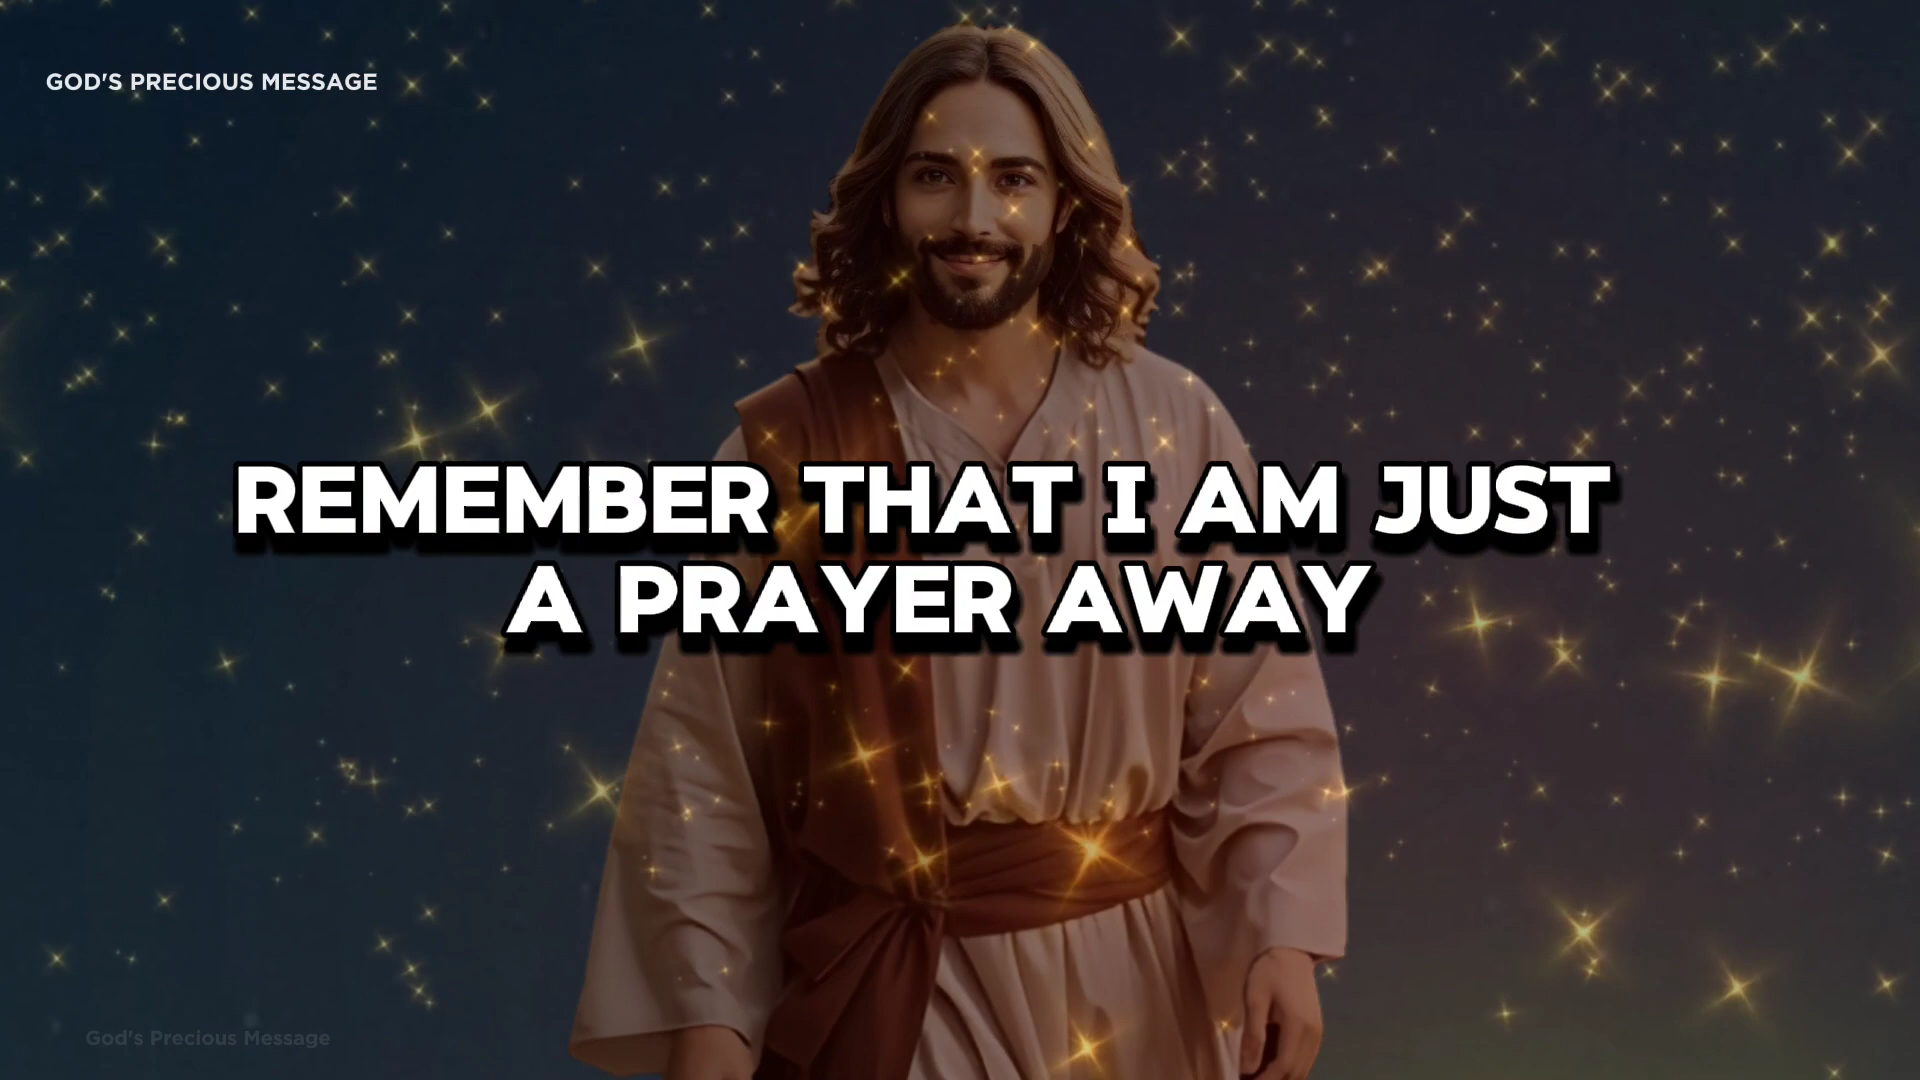 GOD'S PRECIOUS MESSAGE
REMEMBER THAT I AM JUST
A PRAYER AWAY
God's Precious Message